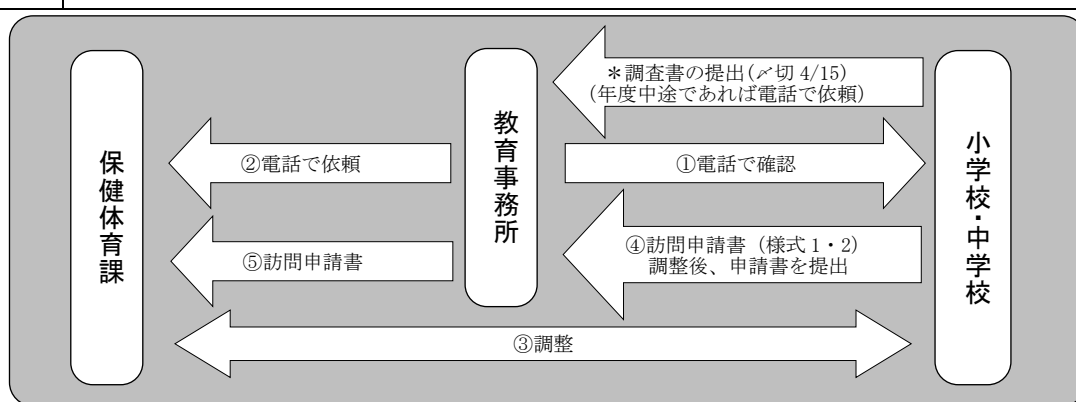 保健体育課
教育事務所
小学校・中学校
＊調査書の提出(〆切 4/15)
(年度中途であれば電話で依頼)
②電話で依頼
①電話で確認
④訪問申請書（様式 1・2）
調整後、申請書を提出
⑤訪問申請書
③調整